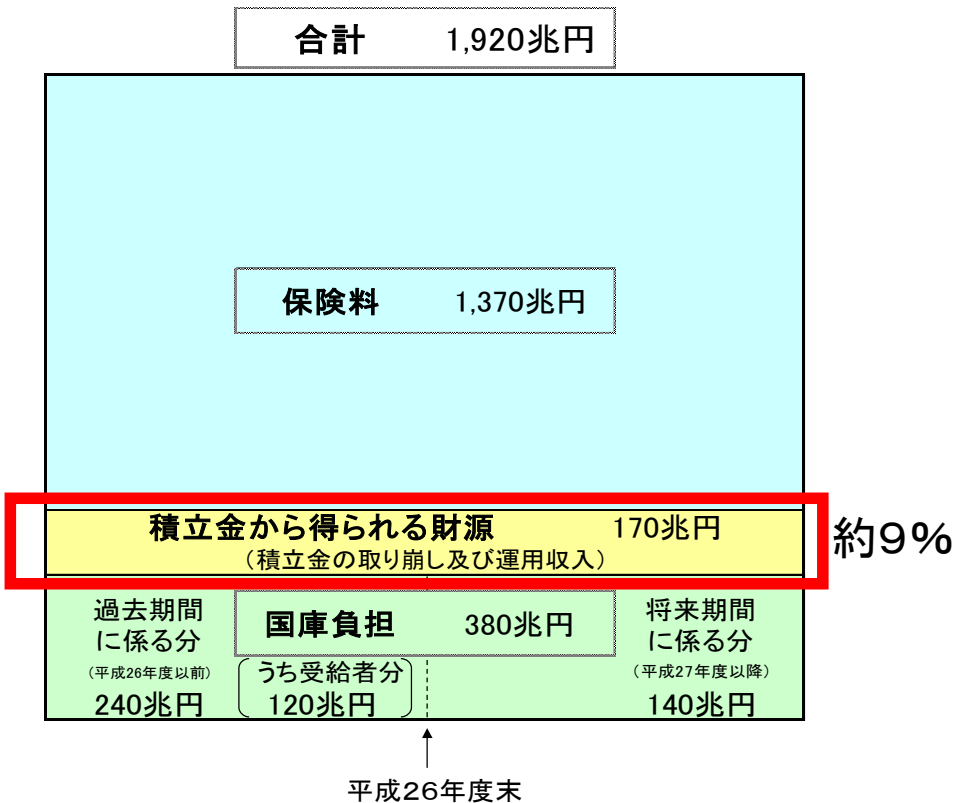 合計 1,920兆円
保険料 1,370兆円
積立金から得られる財源 170兆円
(積立金の取り崩し及び運用収入)
約9%
過去期間
に係る分
(平成26年度以前)
240兆円
国庫負担 380兆円
うち受給者分
120兆円
将来期間
に係る分
(平成27年度以降)
140兆円
平成26年度末